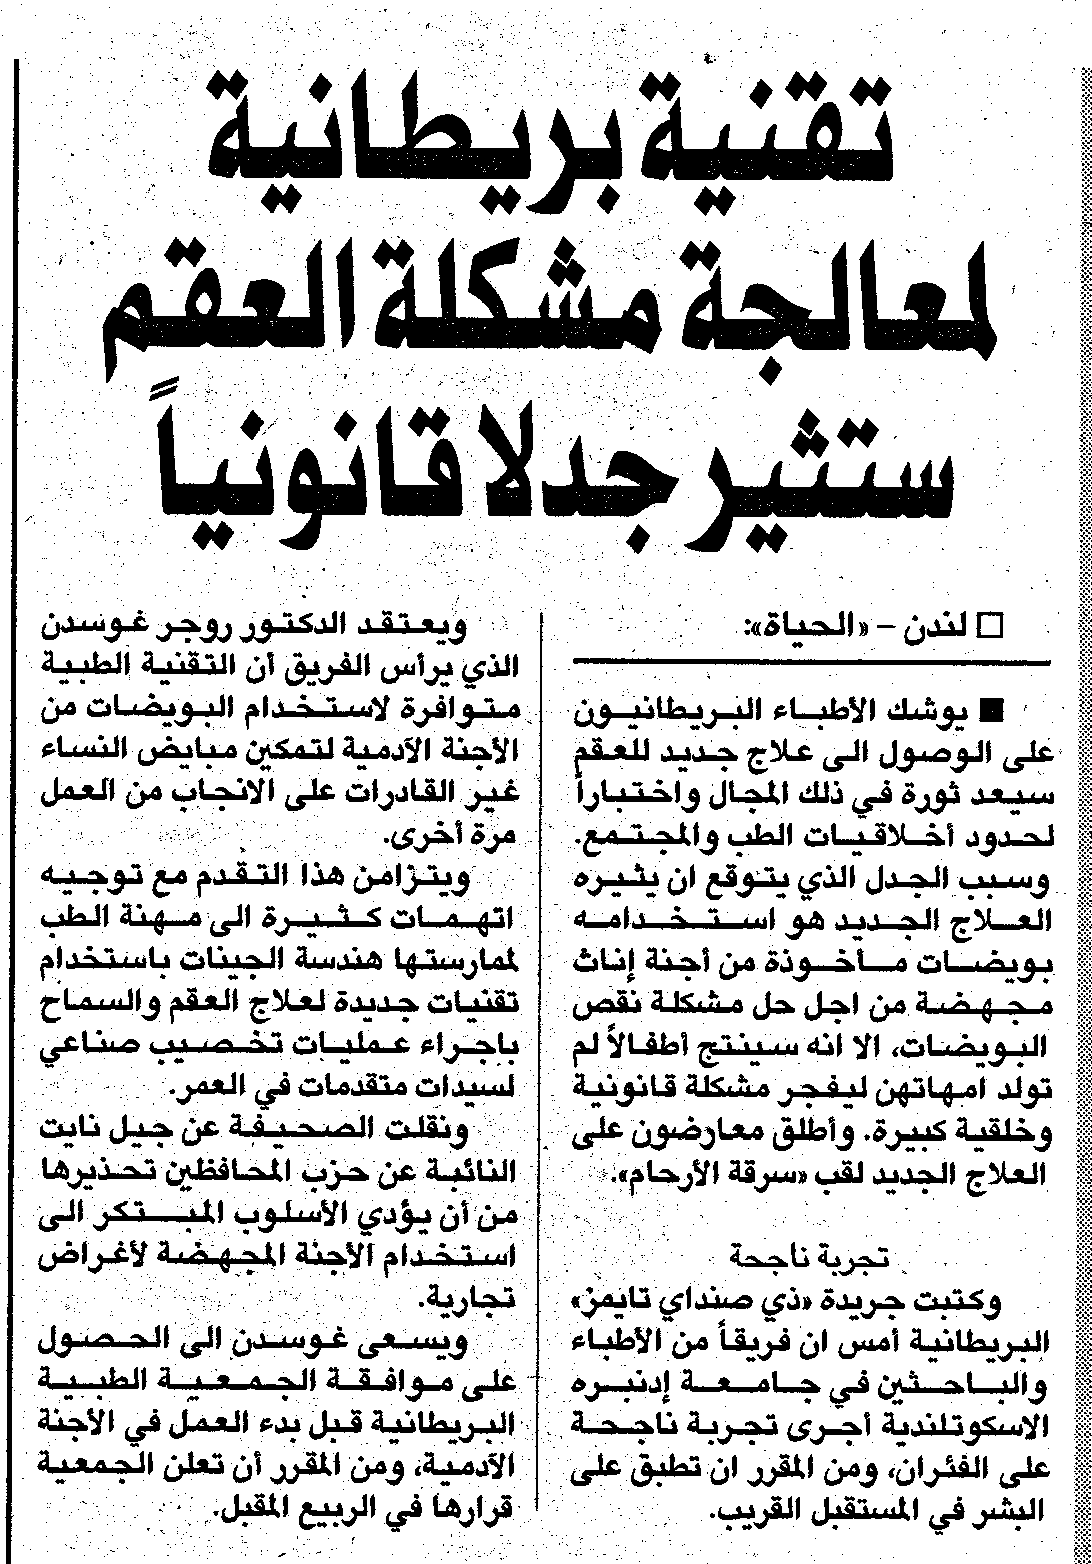 تقنية بريطانية
لمعالجة مشكلة العقم
ستثير جدلا قانونياً
□ لندن – «الحياة»:
■ يوشك الأطباء البريطانيون
على الوصول الى علاج جديد للعقم
سيعد ثورة في ذلك المجال واختباراً
لحدود أخلاقيات الطب والمجتمع.
وسبب الجدل الذي يتوقع ان يثيره
العلاج الجديد هو استخدامه
بويضات مأخوذة من أجنة إناث
مجهضة من اجل حل مشكلة نقص
البويضات، الا انه سينتج أطفالاً لم
تولد امهاتهن ليفجر مشكلة قانونية
وخلقية كبيرة. وأطلق معارضون على
العلاج الجديد لقب «سرقة الأرحام».
تجربة ناجحة
وكتبت جريدة «ذي صنداي تايمز»
البريطانية أمس ان فريقاً من الأطباء
والباحثين في جامعة إدنبره
الاسكوتلندية أجرى تجربة ناجحة
على الفئران، ومن المقرر ان تطبق على
البشر في المستقبل القريب.
ويعتقد الدكتور روجر غوسدن
الذي يرأس الفريق أن التقنية الطبية
متوافرة لاستخدام البويضات من
الأجنة الآدمية لتمكين مبايض النساء
غير القادرات على الانجاب من العمل
مرة أخرى.
ويتزامن هذا التقدم مع توجيه
اتهمات كثيرة الى مهنة الطب
لممارستها هندسة الجينات باستخدام
تقنيات جديدة لعلاج العقم والسماح
باجراء عمليات تخصيب صناعي
لسيدات متقدمات في العمر.
ونقلت الصحيفة عن جيل نايت
النائبة عن حزب المحافظين تحذيرها
من أن يؤدي الأسلوب المبتكر الى
استخدام الأجنة المجهضة لأغراض
تجارية.
ويسعى غوسدن الى الحصول
على موافقة الجمعية الطبية
البريطانية قبل بدء العمل في الأجنة
الآدمية، ومن المقرر أن تعلن الجمعية
قرارها في الربيع المقبل.